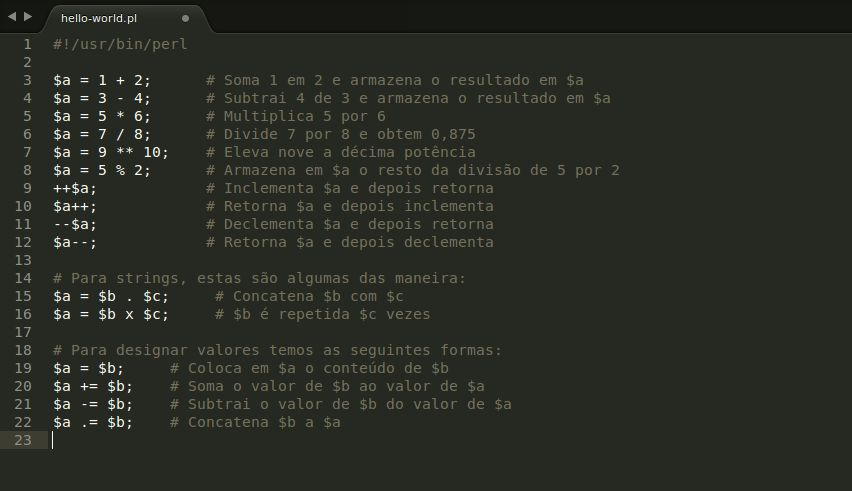 hello-world.pl
1 #!/usr/bin/perl
2
3 $a = 1 + 2;      # Soma 1 em 2 e armazena o resultado em $a
4 $a = 3 - 4;      # Subtrai 4 de 3 e armazena o resultado em $a
5 $a = 5 * 6;      # Multiplica 5 por 6
6 $a = 7 / 8;      # Divide 7 por 8 e obtem 0,875
7 $a = 9 ** 10;    # Eleva nove a décima potência
8 $a = 5 % 2;      # Armazena em $a o resto da divisão de 5 por 2
9 ++$a;            # Inclementa $a e depois retorna
10 $a++;            # Retorna $a e depois inclementa
11 --$a;            # Declementa $a e depois retorna
12 $a--;            # Retorna $a e depois declementa
13
14 # Para strings, estas são algumas das maneira:
15 $a = $b . $c;     # Concatena $b com $c
16 $a = $b x $c;     # $b é repetida $c vezes
17
18 # Para designar valores temos as seguintes formas:
19 $a = $b;     # Coloca em $a o conteúdo de $b
20 $a += $b;    # Soma o valor de $b ao valor de $a
21 $a -= $b;    # Subtrai o valor de $b do valor de $a
22 $a .= $b;    # Concatena $b a $a
23